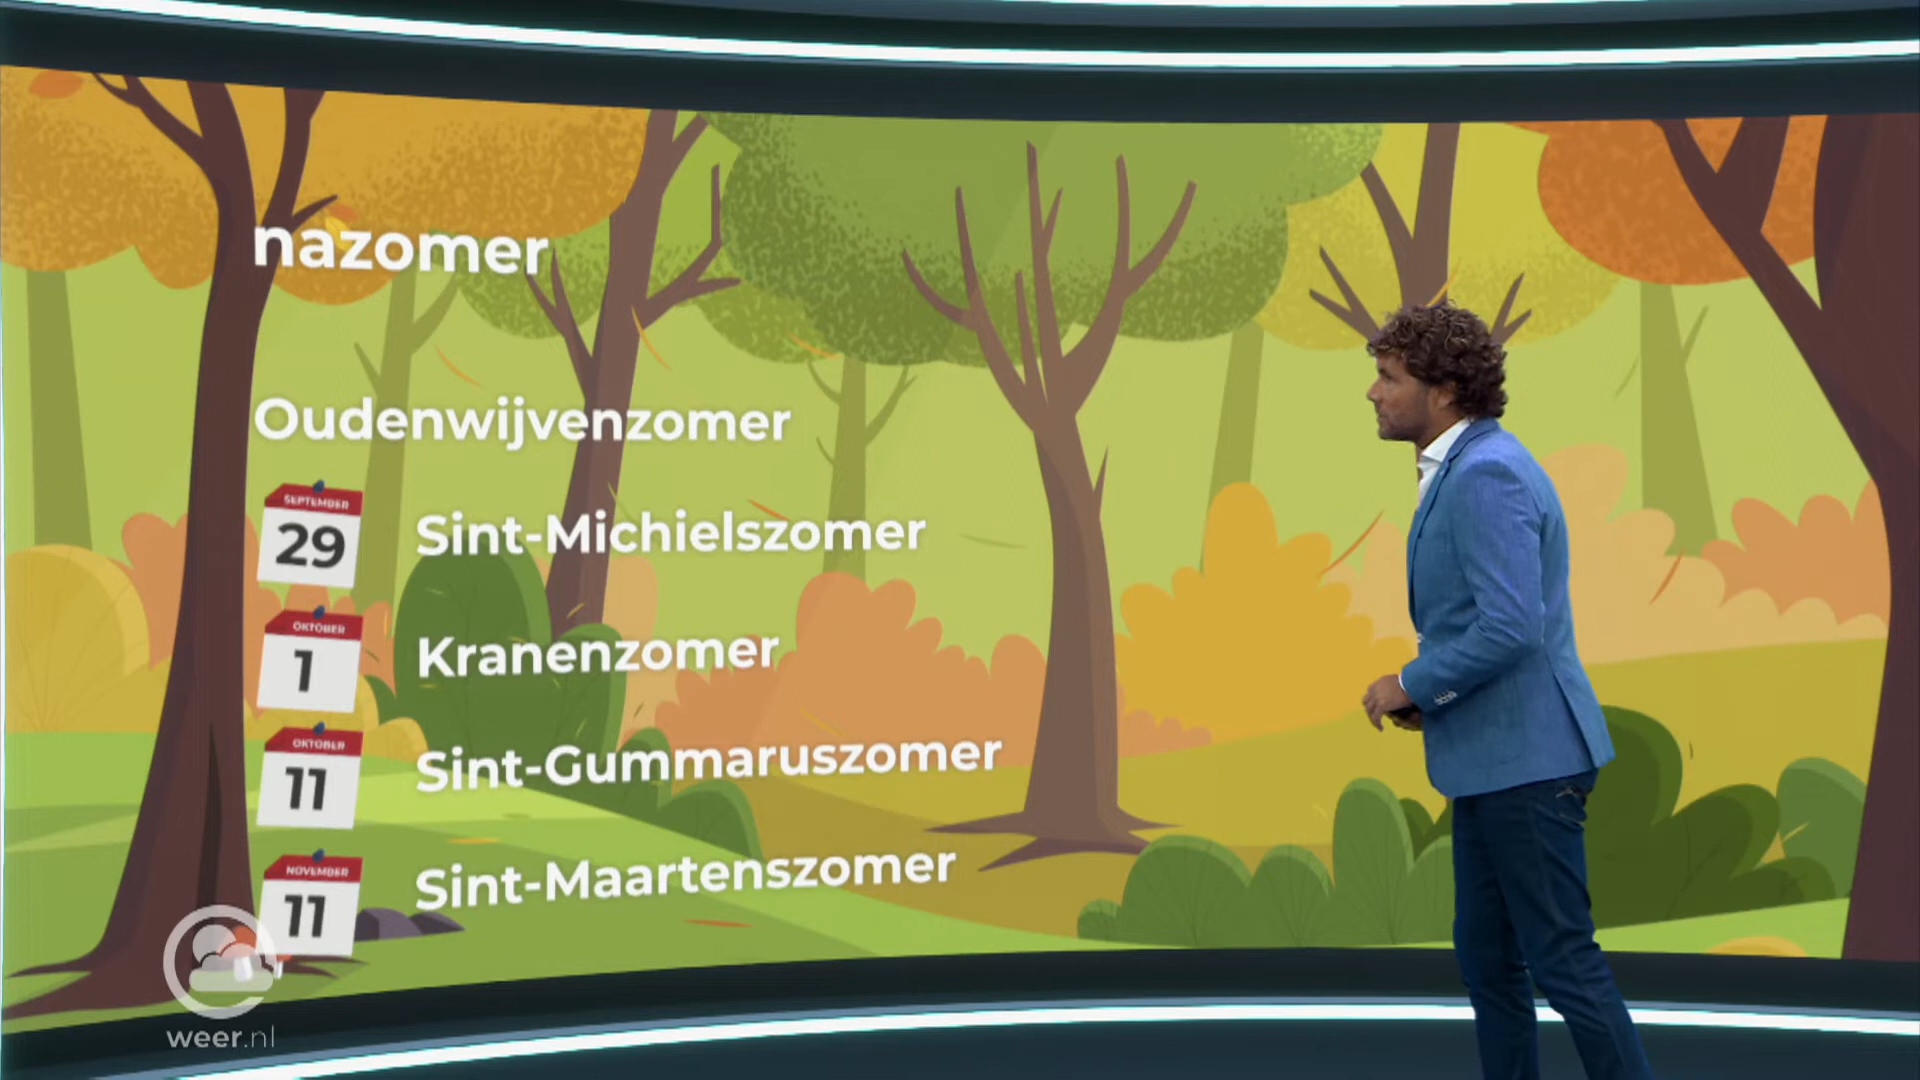 nazomer
Oudenwijvenzomer
SEPTEMBER
29
Sint-Michielszomer
OKTOBER
1
Kranenzomer
OKTOBER
11
Sint-Gummaruszomer
NOVEMBER
11
Sint-Maartenszomer
weer.nl